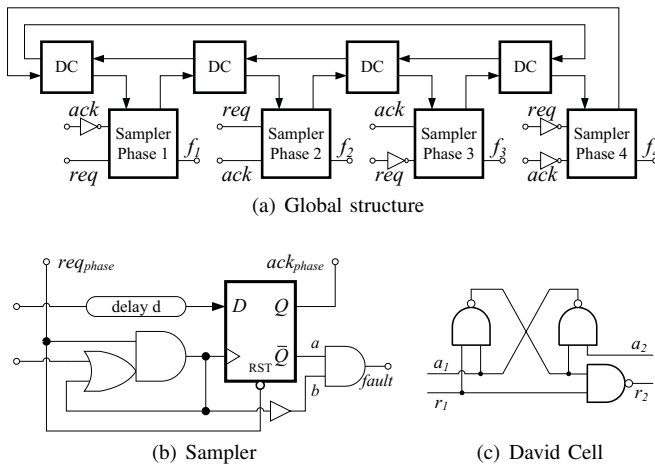 DC DC DC DC
ack req ack req
Sampler Phase 1 f1 Sampler Phase 2 f2 Sampler Phase 3 f3 Sampler Phase 4 f4
req ack req ack
(a) Global structure
reqphase ackphase
delay d D Q
Q̄ a
RST b fault
(b) Sampler
a1 a2
r1 r2
(c) David Cell